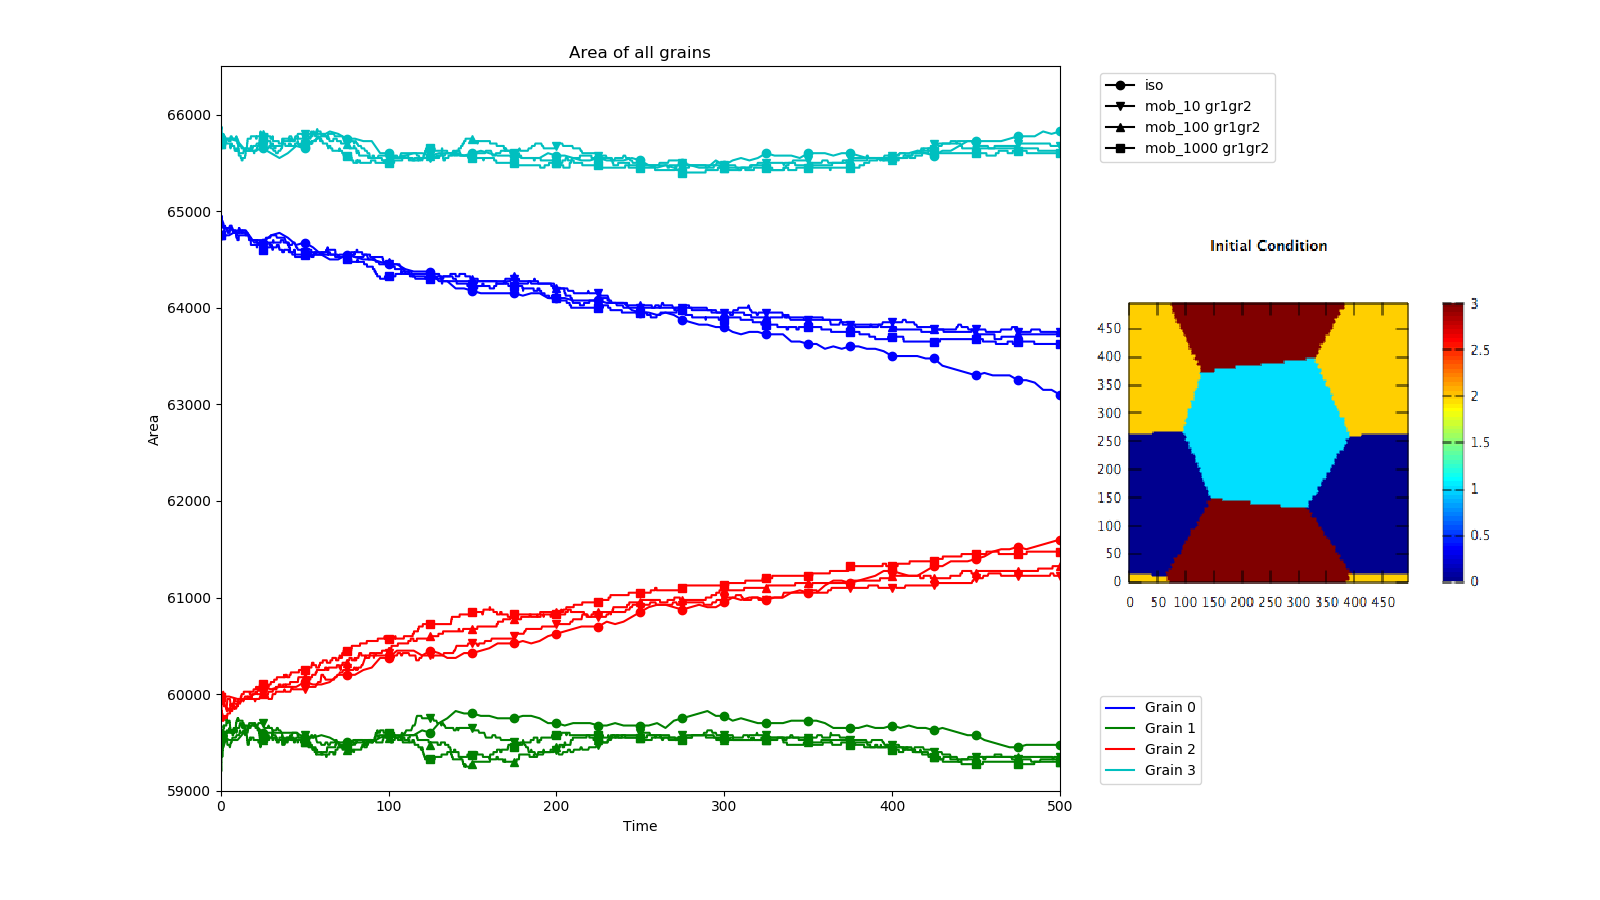 Area of all grains
66000
65000
64000
63000
62000
61000
60000
59000
Area
0 100 200 300 400 500
Time
iso
mob_10 gr1gr2
mob_100 gr1gr2
mob_1000 gr1gr2
Initial Condition
450
400
350
300
250
200
150
100
50
0
0 50 100 150 200 250 300 350 400 450
3
2.5
2
1.5
1
0.5
0
Grain 0
Grain 1
Grain 2
Grain 3